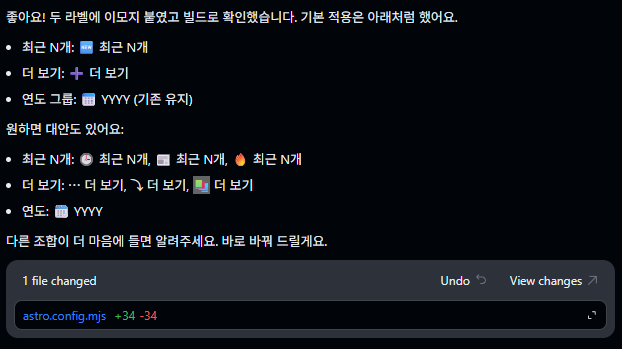 좋아요! 두 라벨에 이모지 붙였고 빌드로 확인했습니다. 기본 적용은 아래처럼 했어요.
• 최근 N개: 🆕 최근 N개
• 더 보기: ➕ 더 보기
• 연도 그룹: 📅 YYYY (기존 유지)
원하면 대안도 있어요:
• 최근 N개: 🕒 최근 N개, 📰 최근 N개, 🔥 최근 N개
• 더 보기: ⋯ 더 보기, ⤵ 더 보기, 더 보기
• 연도: 🗓️ YYYY
다른 조합이 더 마음에 들면 알려주세요. 바로 바꿔 드릴게요.
1 file changed Undo View changes
astro.config.mjs +34 -34